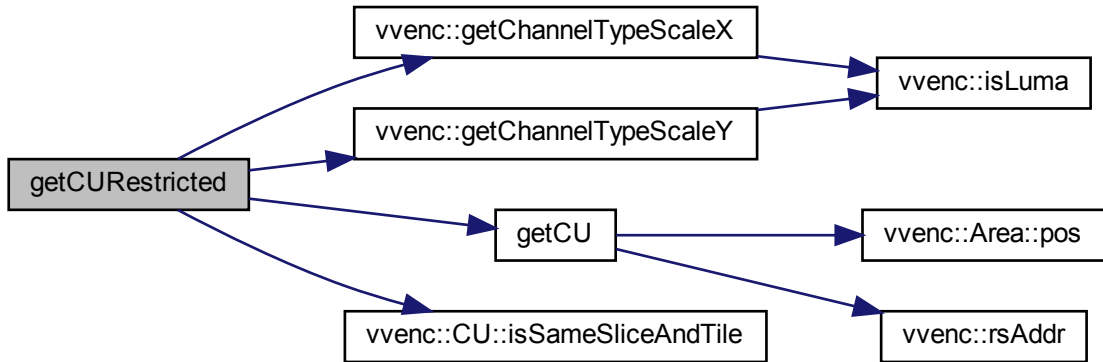 vvenc::getChannelTypeScaleX
vvenc::isLuma
vvenc::getChannelTypeScaleY
getCURestricted
getCU
vvenc::Area::pos
vvenc::CU::isSameSliceAndTile
vvenc::rsAddr